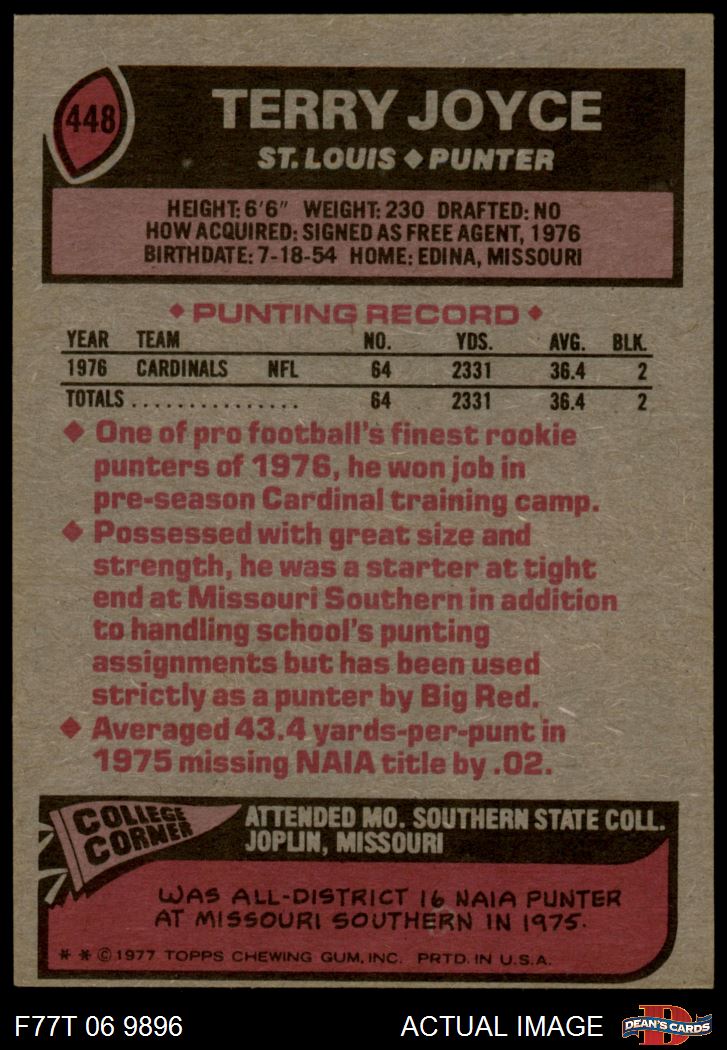 448
TERRY JOYCE
ST. LOUIS ◆ PUNTER
HEIGHT: 6'6" WEIGHT: 230 DRAFTED: NO
HOW ACQUIRED: SIGNED AS FREE AGENT, 1976
BIRTHDATE: 7-18-54 HOME: EDINA, MISSOURI
◆ PUNTING RECORD ◆
YEAR TEAM NO. YDS. AVG. BLK.
1976 CARDINALS NFL 64 2331 36.4 2
TOTALS ............... 64 2331 36.4 2
◆ One of pro football's finest rookie
punters of 1976, he won job in
pre-season Cardinal training camp.
◆ Possessed with great size and
strength, he was a starter at tight
end at Missouri Southern in addition
to handling school's punting
assignments but has been used
strictly as a punter by Big Red.
◆ Averaged 43.4 yards-per-punt in
1975 missing NAIA title by .02.
COLLEGE
CORNER
ATTENDED MO. SOUTHERN STATE COLL.
JOPLIN, MISSOURI
WAS ALL-DISTRICT 16 NAIA PUNTER
AT MISSOURI SOUTHERN IN 1975.
* * © 1977 TOPPS CHEWING GUM, INC. PRTD. IN U.S.A.
F77T 06 9896 ACTUAL IMAGE
D
DEAN'S CARDS